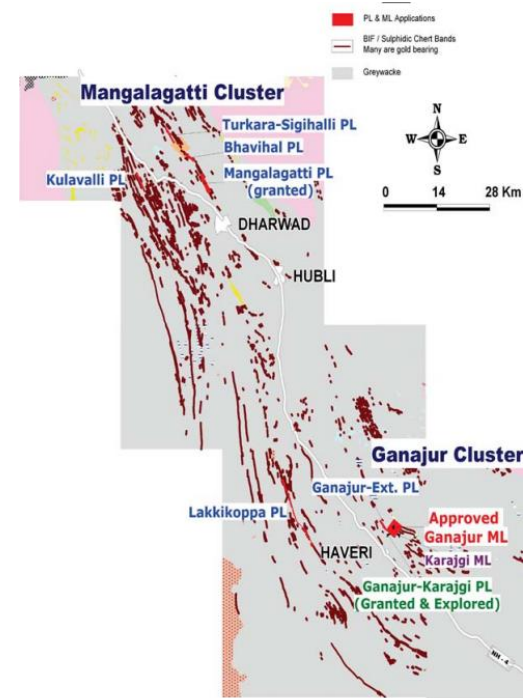 PL & ML Applications
BIF / Sulphidic Chert Bands
Many are gold bearing
Greywacke
Mangalagatti Cluster
Turkara-Sigihalli PL
Bhavihal PL
Kulavalli PL
Mangalagatti PL
(granted)
N
W E
S
0 14 28 Km
DHARWAD
HUBLI
Ganajur Cluster
Ganajur-Ext. PL
Lakkikoppa PL
Approved
Ganajur ML
HAVERI
Karajgi ML
Ganajur-Karajgi PL
(Granted & Explored)
NH - 4